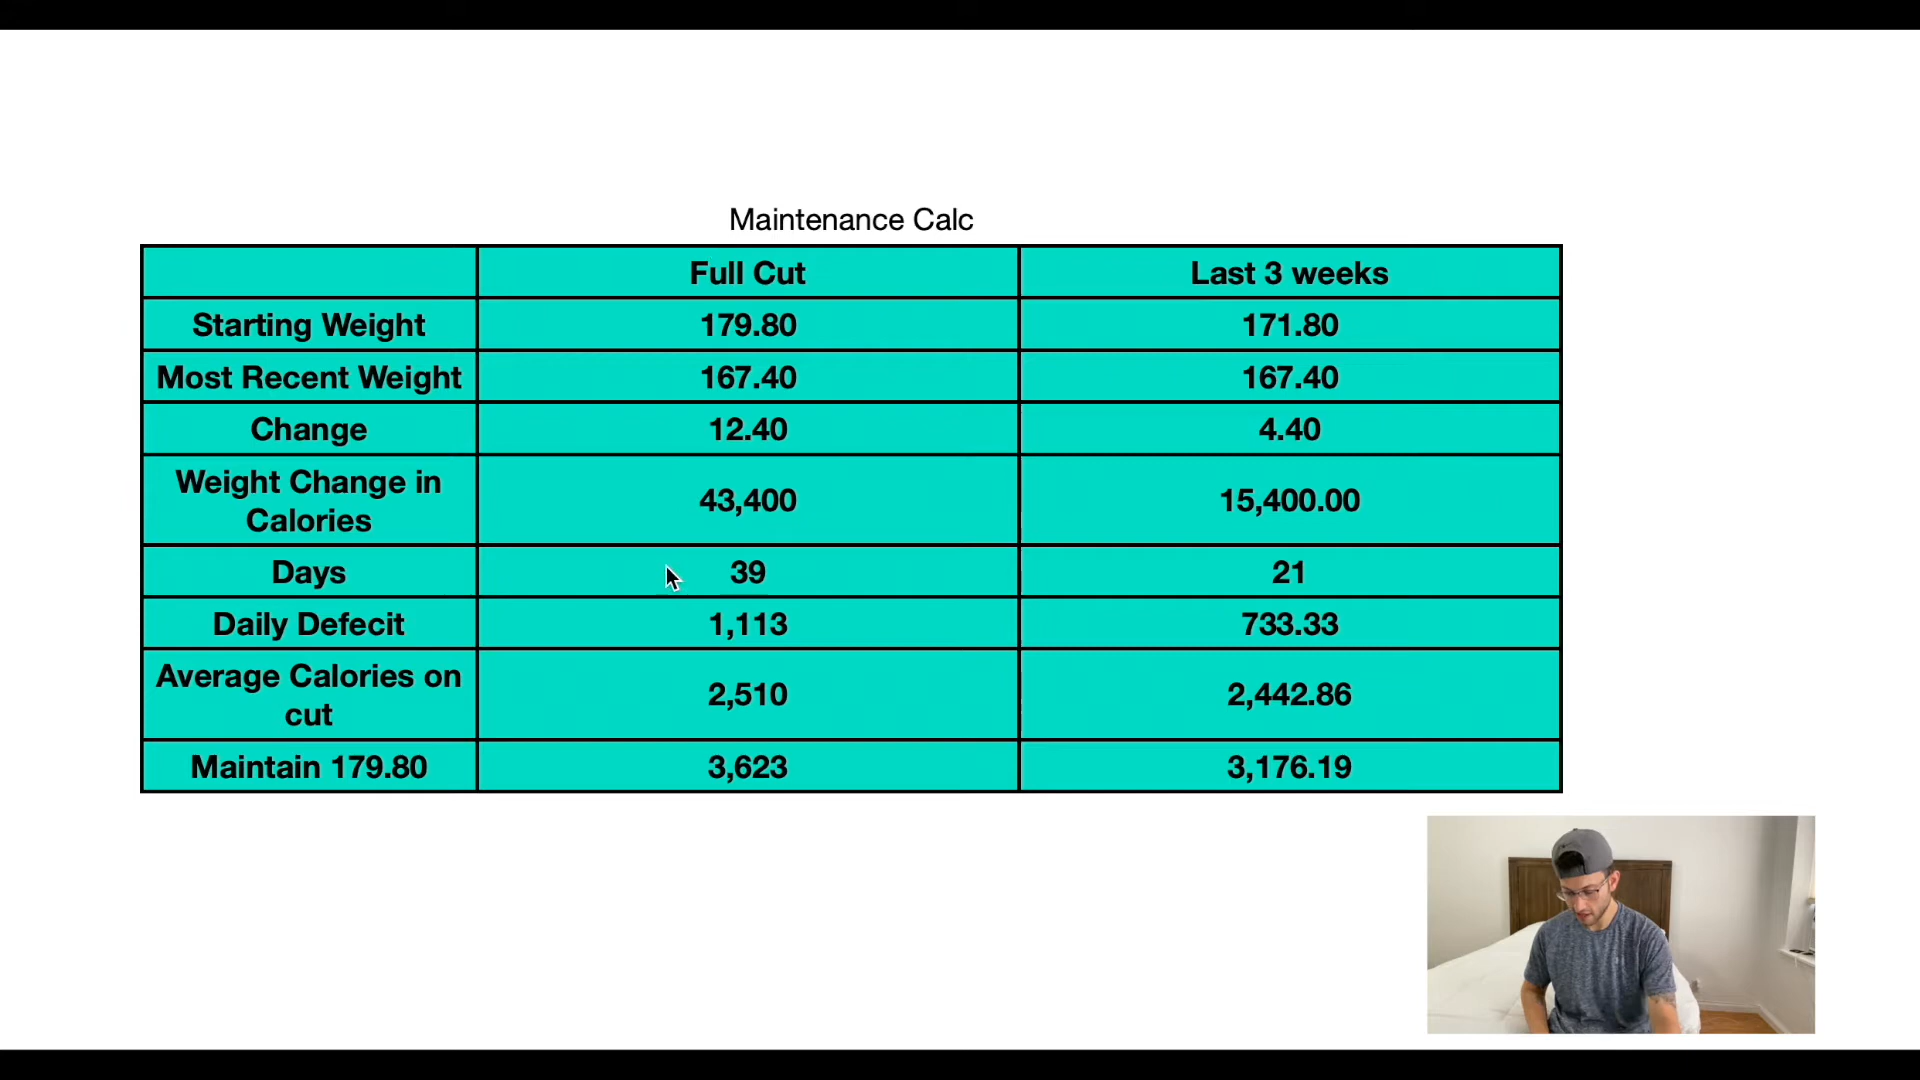 Maintenance Calc
Full Cut Last 3 weeks
Starting Weight 179.80 171.80
Most Recent Weight 167.40 167.40
Change 12.40 4.40
Weight Change in
Calories 43,400 15,400.00
Days 39 21
Daily Defecit 1,113 733.33
Average Calories on
cut 2,510 2,442.86
Maintain 179.80 3,623 3,176.19